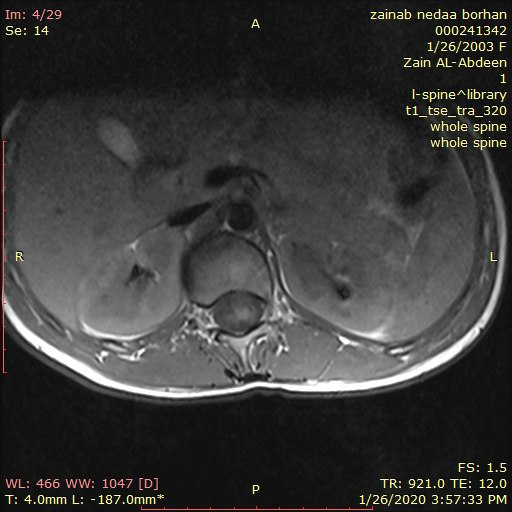 Im: 4/29
Se: 14
A
zainab nedaa borhan
000241342
1/26/2003 F
Zain AL-Abdeen
1
l-spine^library
t1_tse_tra_320
whole spine
whole spine
R
L
WL: 466 WW: 1047 [D]
T: 4.0mm L: -187.0mm*
P
FS: 1.5
TR: 921.0 TE: 12.0
1/26/2020 3:57:33 PM